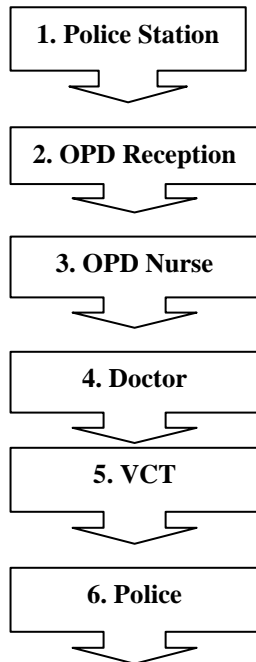 1. Police Station
2. OPD Reception
3. OPD Nurse
4. Doctor
5. VCT
6. Police